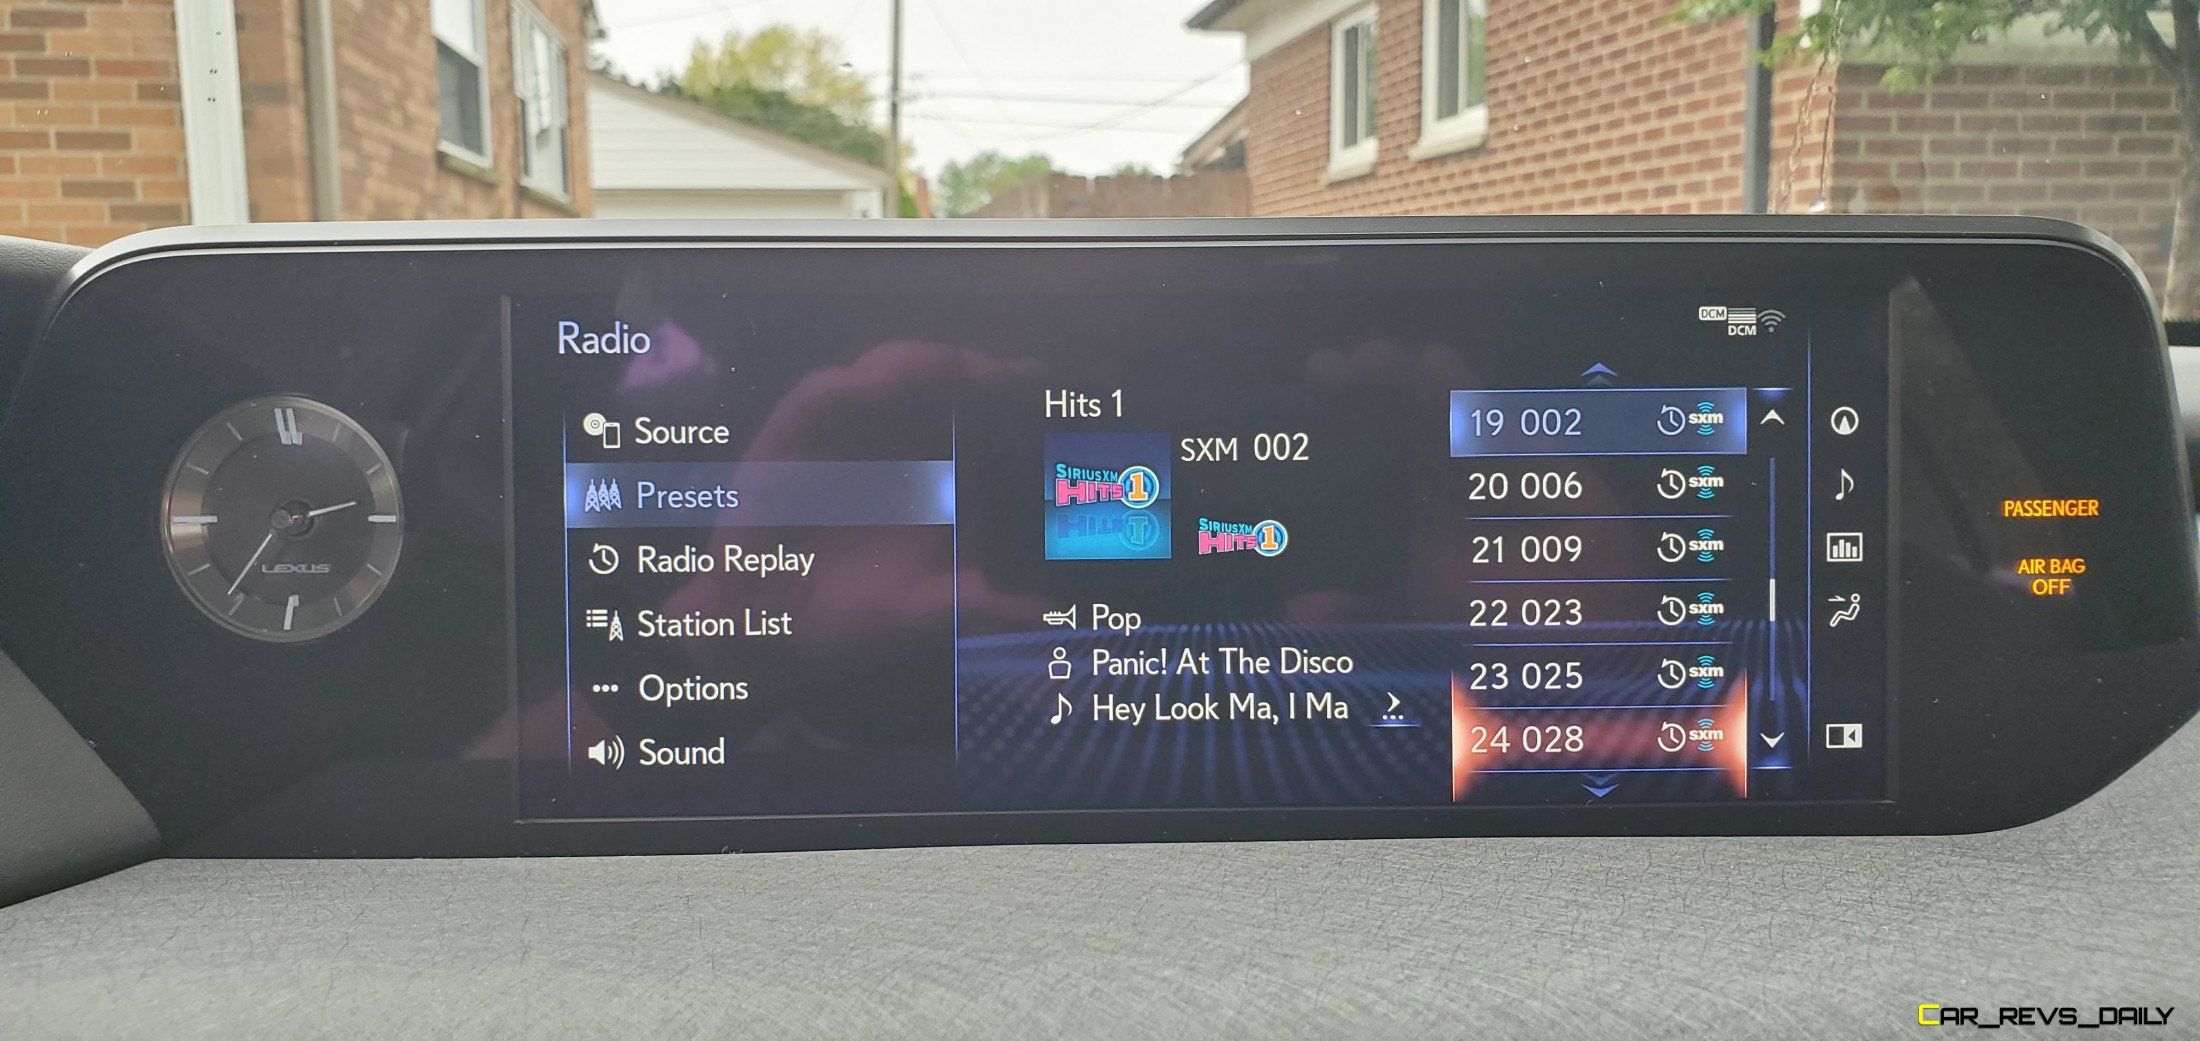 DCM
DCM
Radio
Source
Presets
Radio Replay
Station List
Options
Sound
Hits 1
SXM 002
SIRIUSXM
HITS 1
SIRIUSXM
HITS 1
Pop
Panic! At The Disco
Hey Look Ma, I Ma
19 002 sxm
20 006 sxm
21 009 sxm
22 023 sxm
23 025 sxm
24 028 sxm
LEXUS
PASSENGER
AIR BAG
OFF
CAR_REVS_DAILY